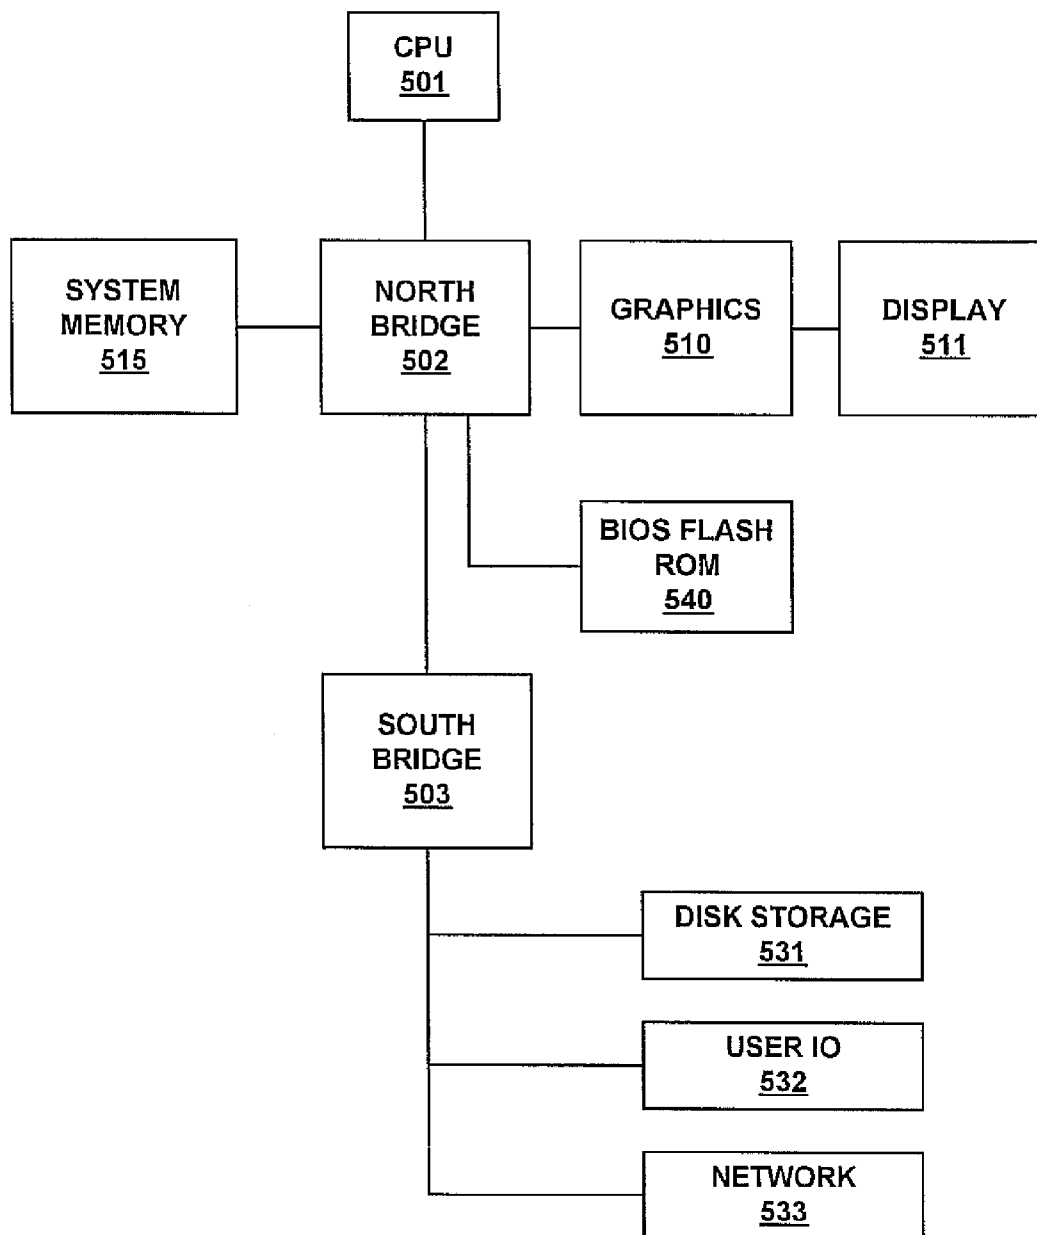 CPU
501
SYSTEM
MEMORY
515
NORTH
BRIDGE
502
GRAPHICS
510
DISPLAY
511
BIOS FLASH
ROM
540
SOUTH
BRIDGE
503
DISK STORAGE
531
USER IO
532
NETWORK
533